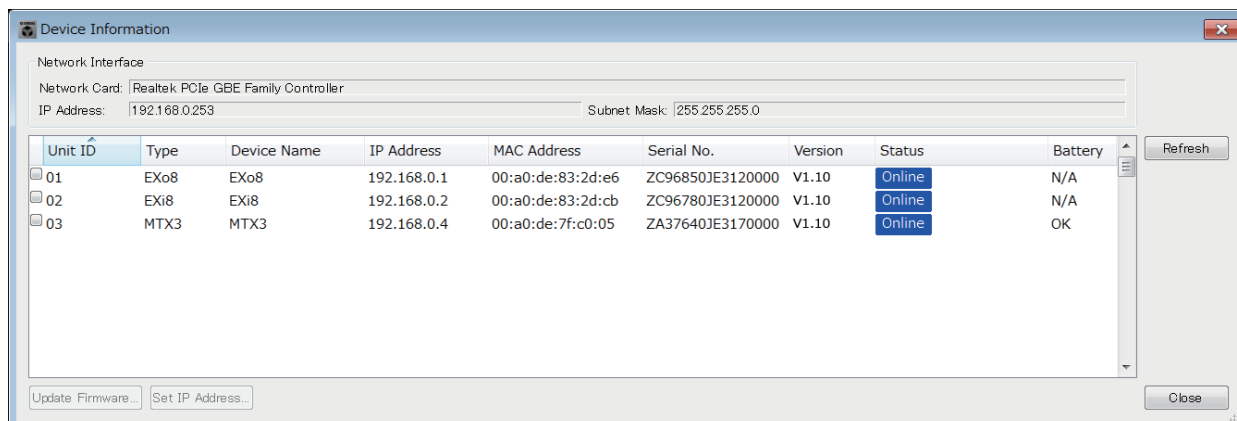 Device Information
Network Interface
Network Card: Realtek PCIe GBE Family Controller
IP Address: 192.168.0.253 Subnet Mask: 255.255.255.0
Unit ID Type Device Name IP Address MAC Address Serial No. Version Status Battery Refresh
01 EXo8 EXo8 192.168.0.1 00:a0:de:83:2d:e6 ZC96850JE3120000 V1.10 Online N/A
02 EXi8 EXi8 192.168.0.2 00:a0:de:83:2d:cb ZC96780JE3120000 V1.10 Online N/A
03 MTX3 MTX3 192.168.0.4 00:a0:de:7f:c0:05 ZA37640JE3170000 V1.10 Online OK
Update Firmware... Set IP Address... Close